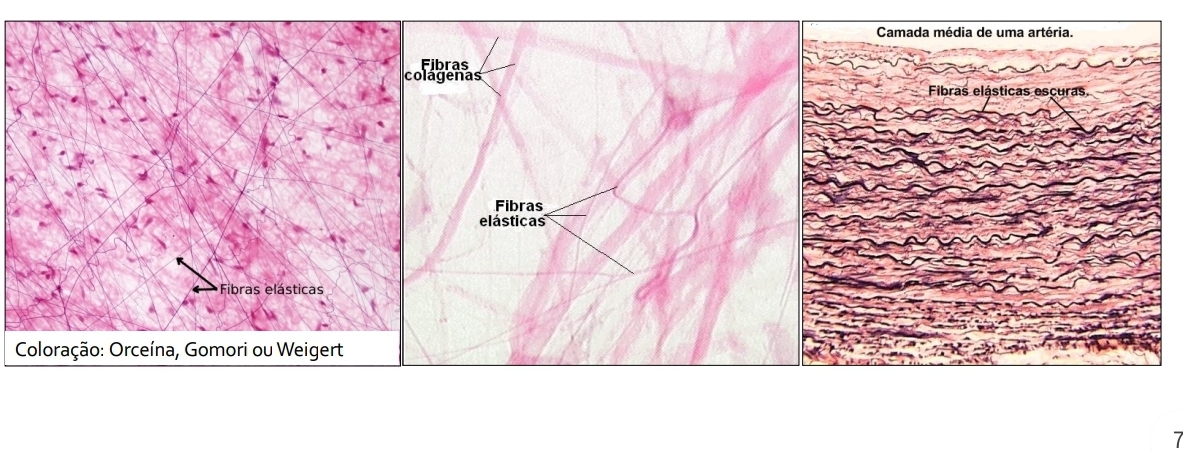 Fibras elásticas
Coloração: Orceína, Gomori ou Weigert
Fibras
colágenas
Fibras
elásticas
Camada média de uma artéria.
Fibras elásticas escuras.
7